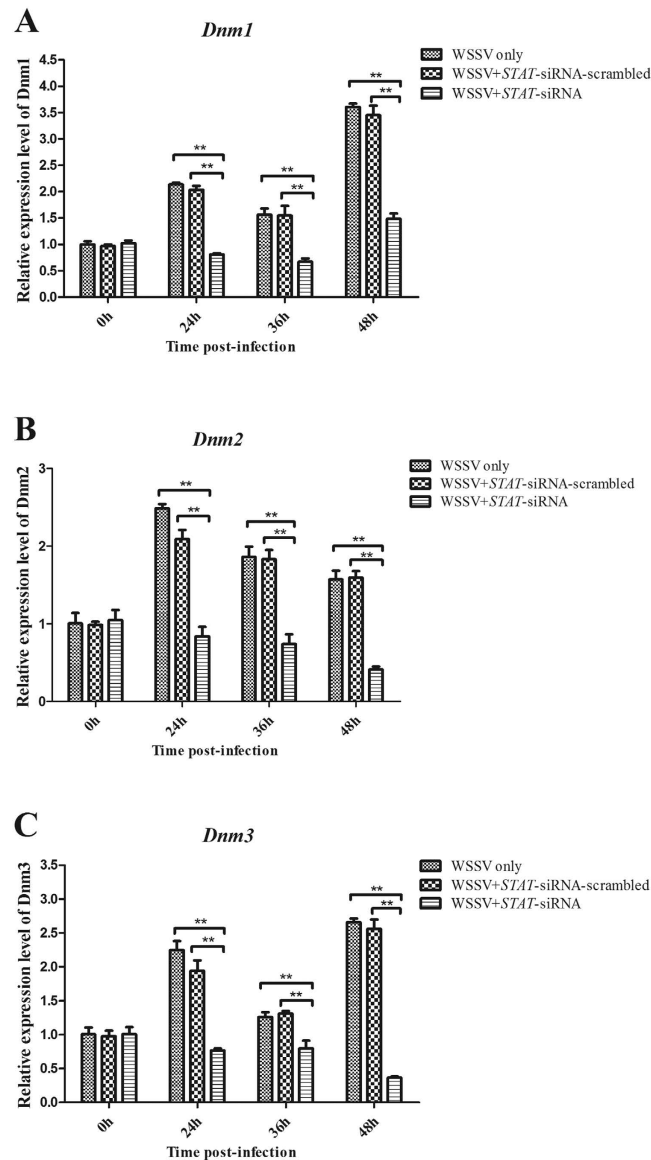 A
Dnm1
Relative expression level of Dnm1
4.5
4.0
3.5
3.0
2.5
2.0
1.5
1.0
0.5
0.0
** **
** **
** **
0h 24h 36h 48h
Time post-infection
WSSV only
WSSV+STAT-siRNA-scrambled
WSSV+STAT-siRNA
B
Dnm2
Relative expression level of Dnm2
3
2
1
0
** **
** **
** **
0h 24h 36h 48h
Time post-infection
WSSV only
WSSV+STAT-siRNA-scrambled
WSSV+STAT-siRNA
C
Dnm3
Relative expression level of Dnm3
3.5
3.0
2.5
2.0
1.5
1.0
0.5
0.0
** **
** **
** **
0h 24h 36h 48h
Time post-infection
WSSV only
WSSV+STAT-siRNA-scrambled
WSSV+STAT-siRNA